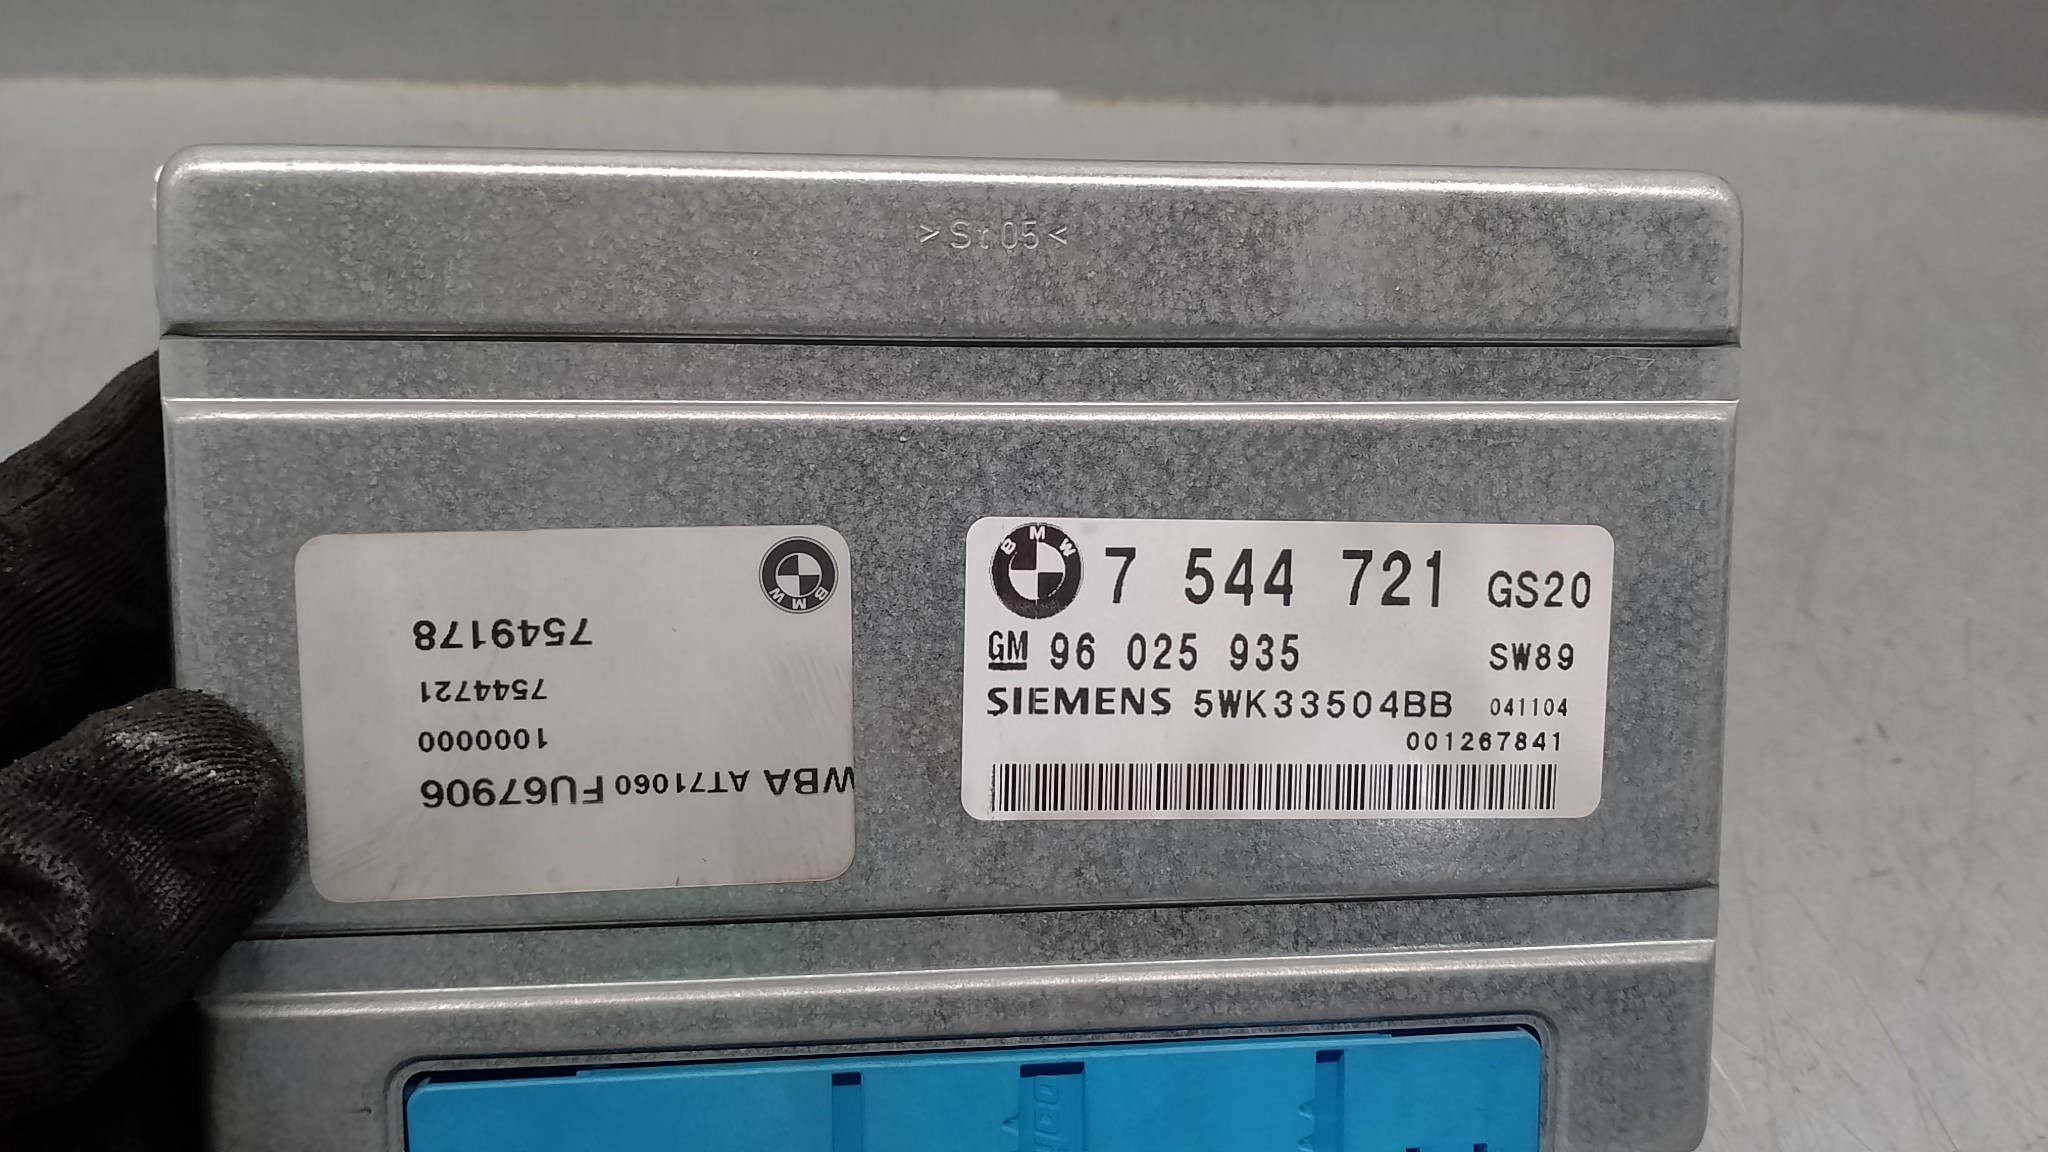 >St05<
BMW
7549178
7544721
1000000
WBA AT71060 FU67906
BMW 7 544 721 GS20
GM 96 025 935 SW89
SIEMENS 5WK33504BB 041104
001267841